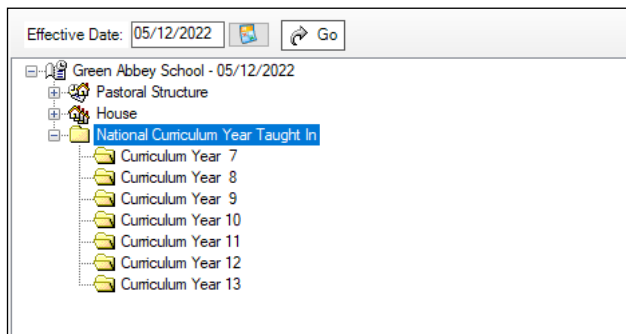 Effective Date: 05/12/2022 Go
Green Abbey School - 05/12/2022
Pastoral Structure
House
National Curriculum Year Taught In
Curriculum Year 7
Curriculum Year 8
Curriculum Year 9
Curriculum Year 10
Curriculum Year 11
Curriculum Year 12
Curriculum Year 13